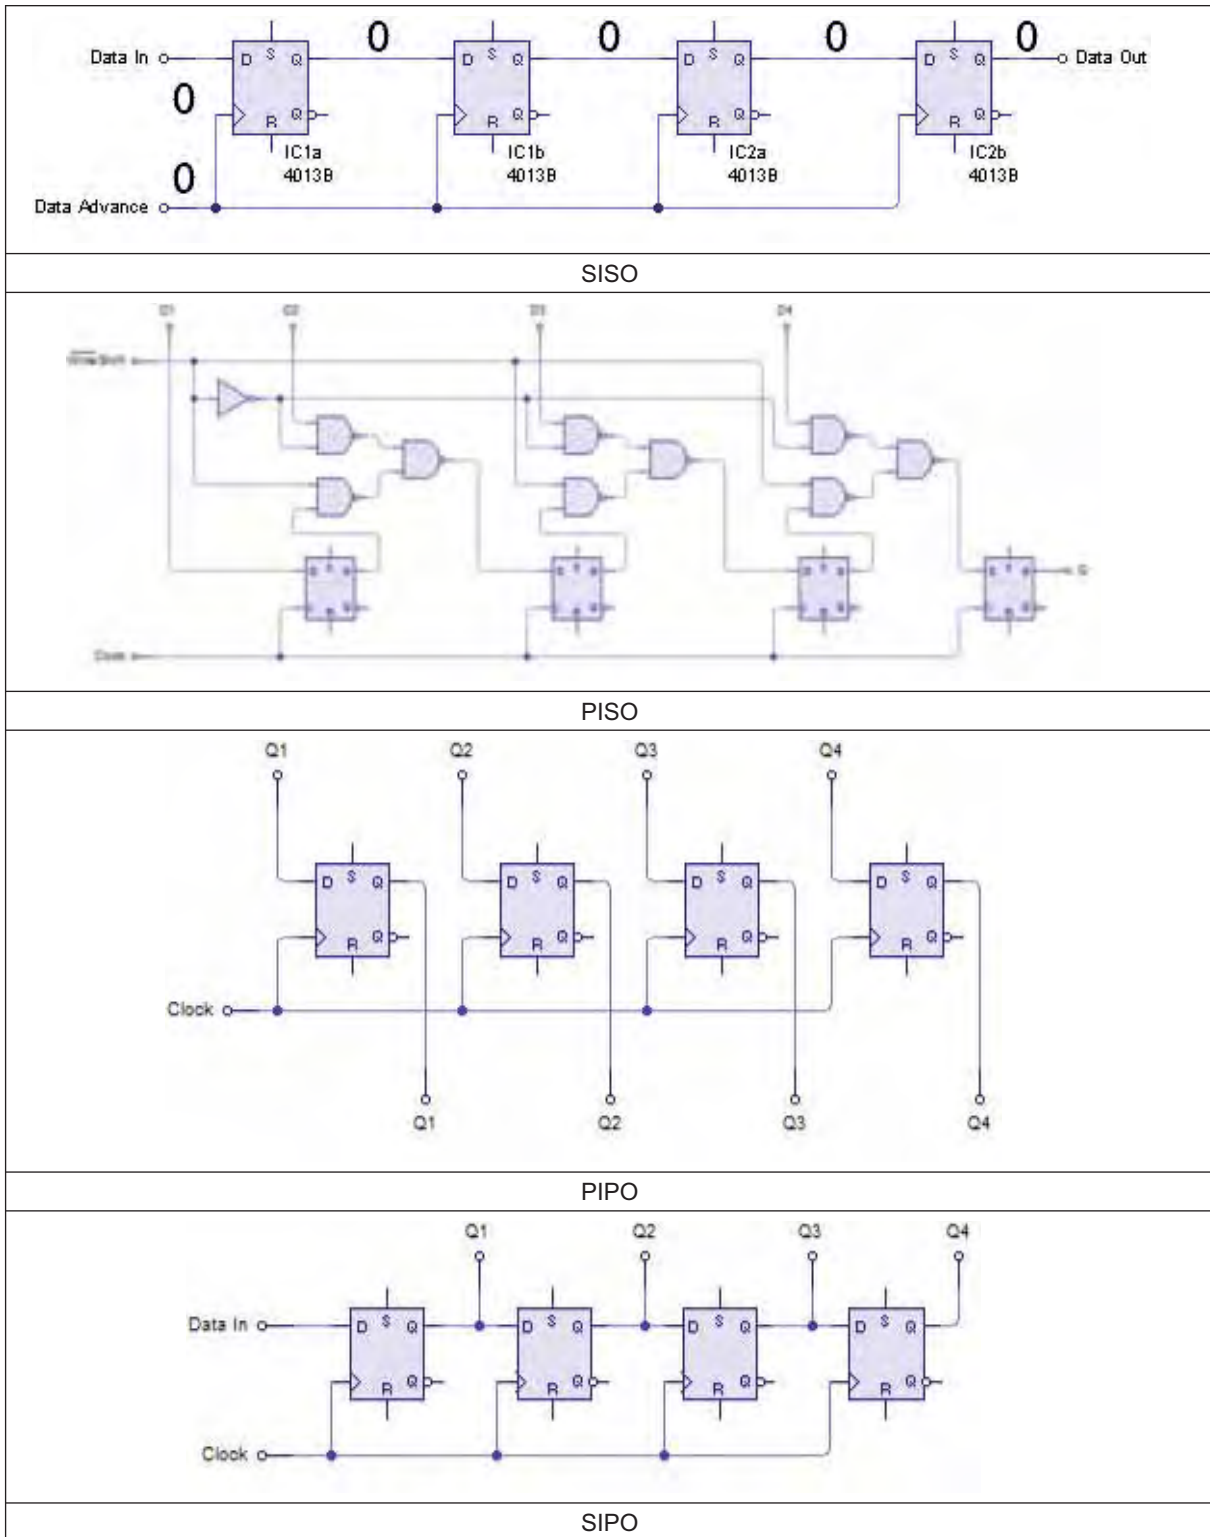 0 0 0 0
Data In D S Q D S Q D S Q D S Q Data Out
0
R Q R Q R Q R Q
IC1a IC1b IC2a IC2b
0 4013B 4013B 4013B 4013B
Data Advance
SISO
PISO
Q1 Q2 Q3 Q4
D S Q D S Q D S Q D S Q
R Q R Q R Q R Q
Clock
Q1 Q2 Q3 Q4
PIPO
Q1 Q2 Q3 Q4
Data In D S Q D S Q D S Q D S Q
R Q R Q R Q R Q
Clock
SIPO